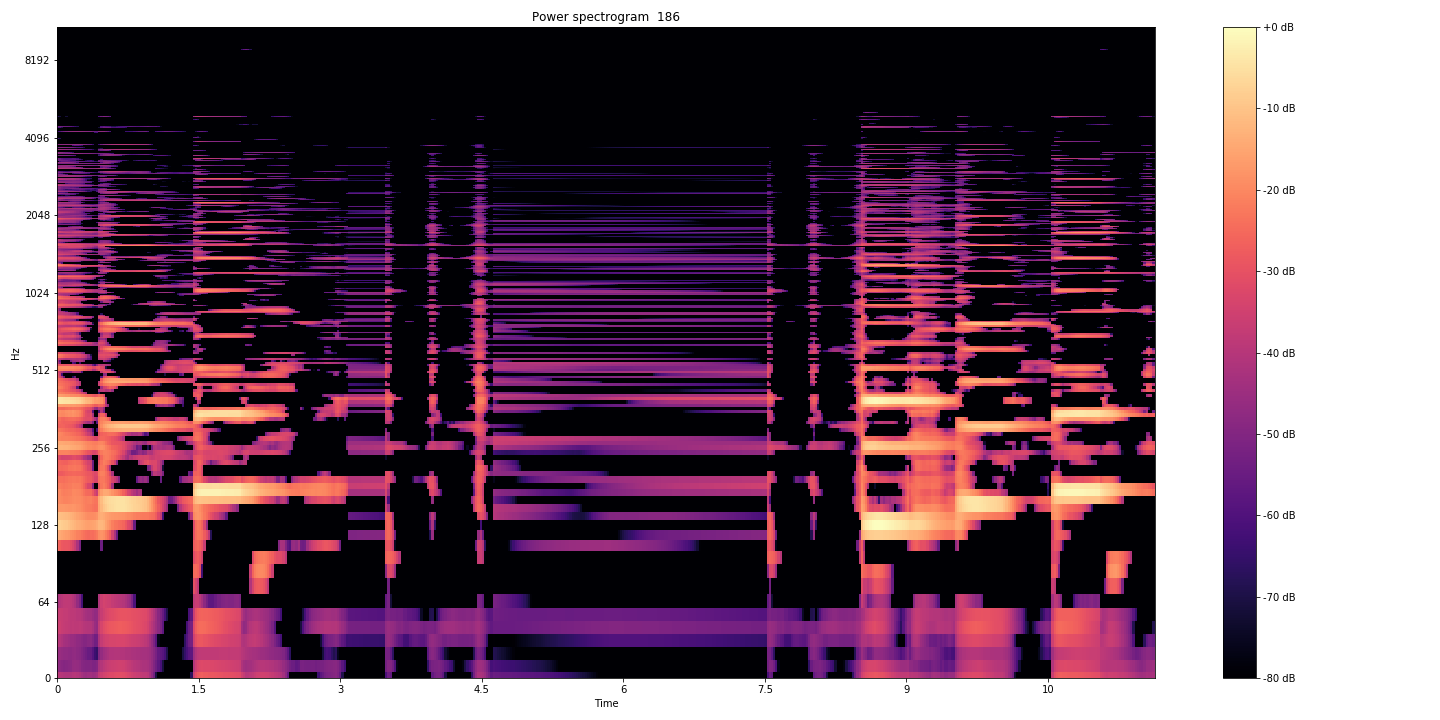 Power spectrogram 186
Hz
8192
4096
2048
1024
512
256
128
64
0
0 1.5 3 4.5 6 7.5 9 10
Time
+0 dB
-10 dB
-20 dB
-30 dB
-40 dB
-50 dB
-60 dB
-70 dB
-80 dB